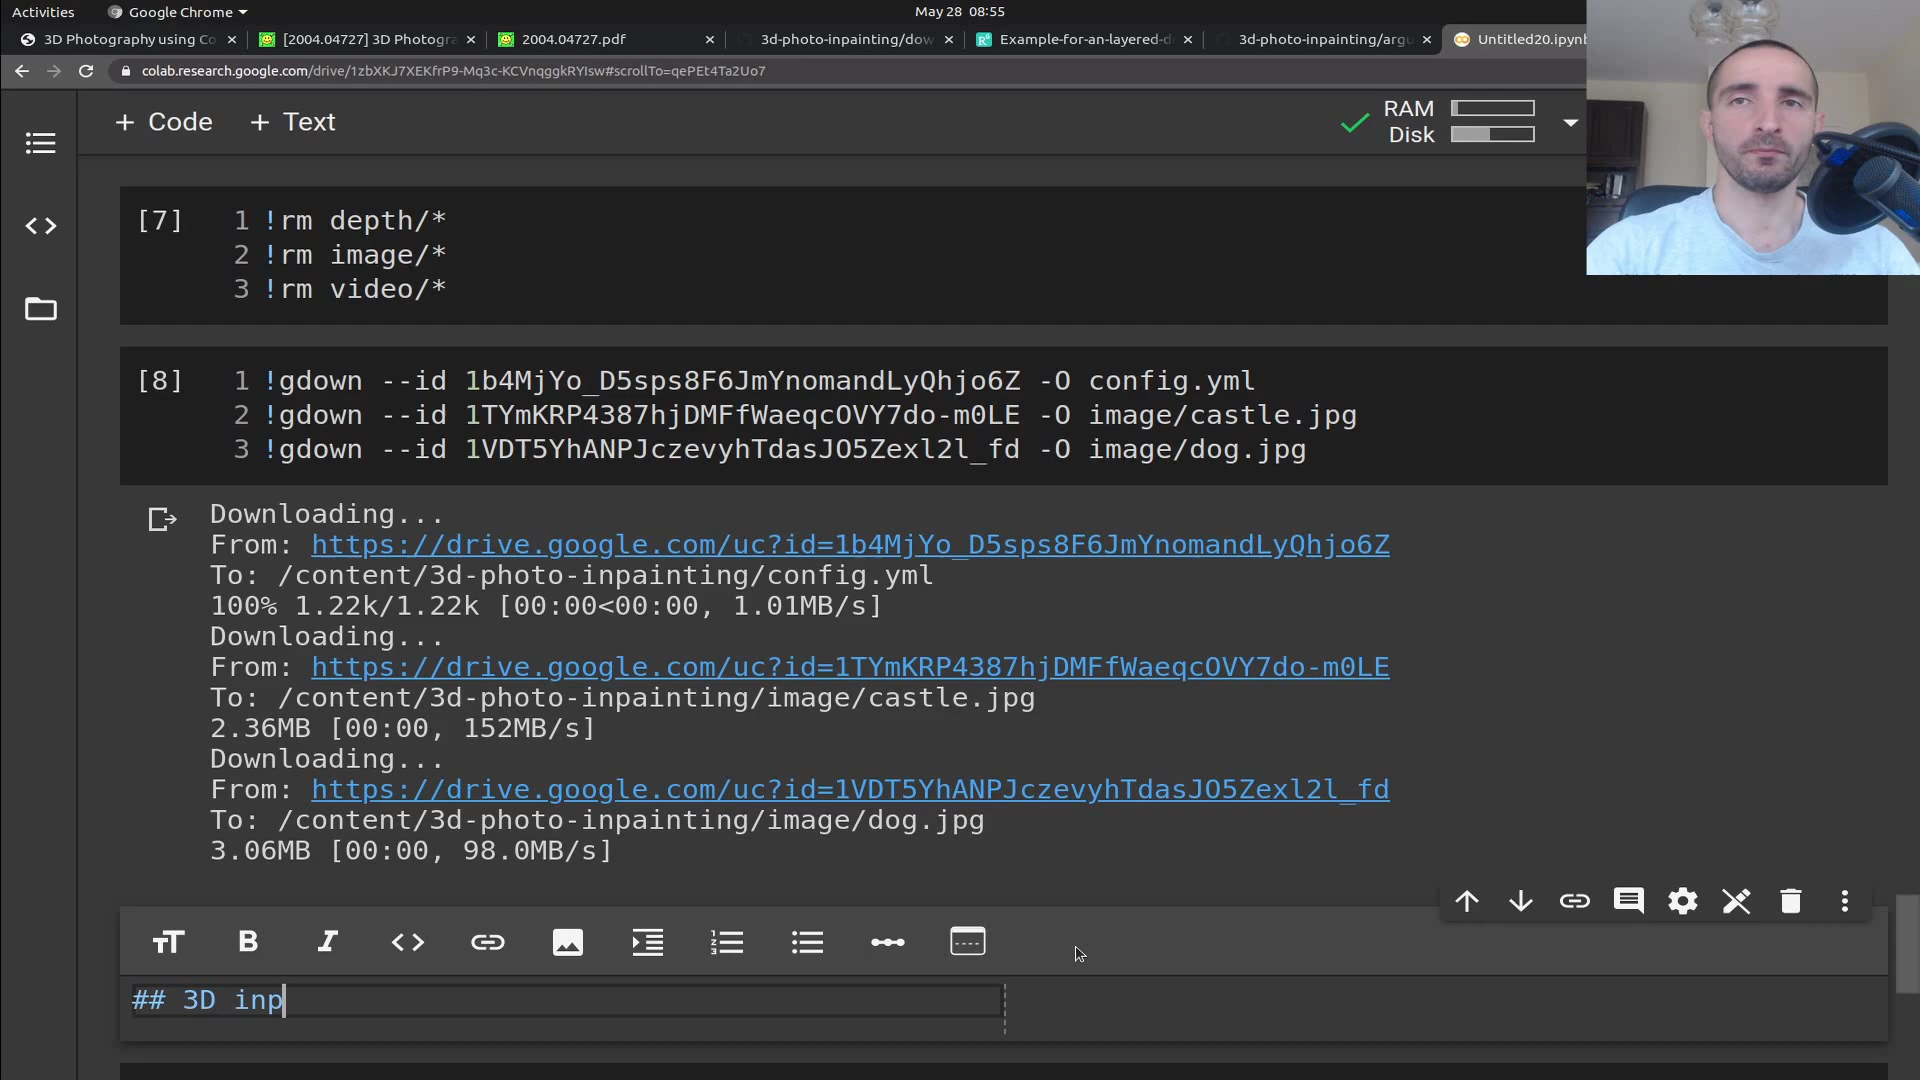 Activities
Google Chrome
May 28 08:55
3D Photography using Co
[2004.04727] 3D Photogra
2004.04727.pdf
3d-photo-inpainting/dow
Example-for-an-layered-d
3d-photo-inpainting/argu
Untitled20.ipynb
colab.research.google.com/drive/1zbXKJ7XEKfrP9-Mq3c-KCVnqggkRYIsw#scrollTo=qePEt4Ta2Uo7
+ Code + Text
RAM
Disk
[7]
1 !rm depth/*
2 !rm image/*
3 !rm video/*
[8]
1 !gdown --id 1b4MjYo_D5sps8F6JmYnomandLyQhjo6Z -O config.yml
2 !gdown --id 1TYmKRP4387hjDMFfWaeqcOVY7do-m0LE -O image/castle.jpg
3 !gdown --id 1VDT5YhANPJczevyhTdasJO5Zexl2l_fd -O image/dog.jpg
Downloading...
From: https://drive.google.com/uc?id=1b4MjYo_D5sps8F6JmYnomandLyQhjo6Z
To: /content/3d-photo-inpainting/config.yml
100% 1.22k/1.22k [00:00<00:00, 1.01MB/s]
Downloading...
From: https://drive.google.com/uc?id=1TYmKRP4387hjDMFfWaeqcOVY7do-m0LE
To: /content/3d-photo-inpainting/image/castle.jpg
2.36MB [00:00, 152MB/s]
Downloading...
From: https://drive.google.com/uc?id=1VDT5YhANPJczevyhTdasJO5Zexl2l_fd
To: /content/3d-photo-inpainting/image/dog.jpg
3.06MB [00:00, 98.0MB/s]
## 3D inp